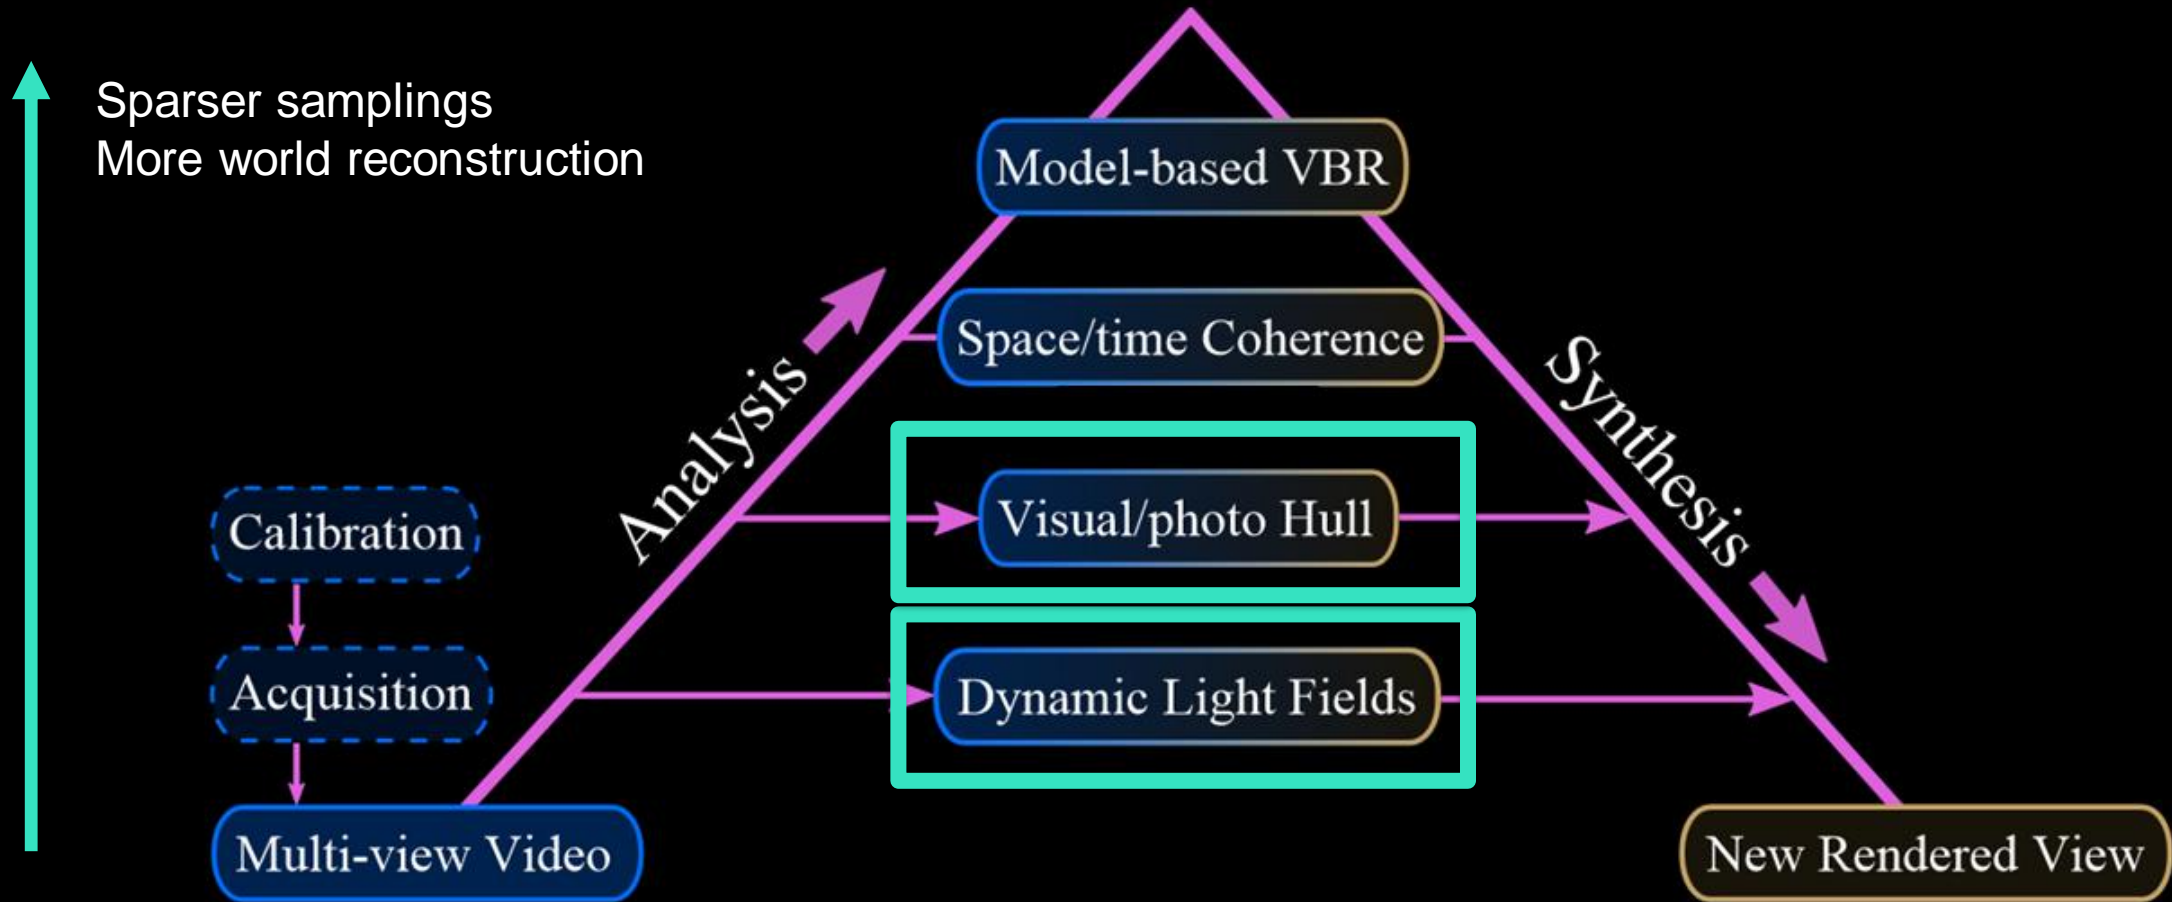 Sparser samplings
More world reconstruction
Model-based VBR
Space/time Coherence
Analysis
Synthesis
Visual/photo Hull
Calibration
Dynamic Light Fields
Acquisition
Multi-view Video
New Rendered View